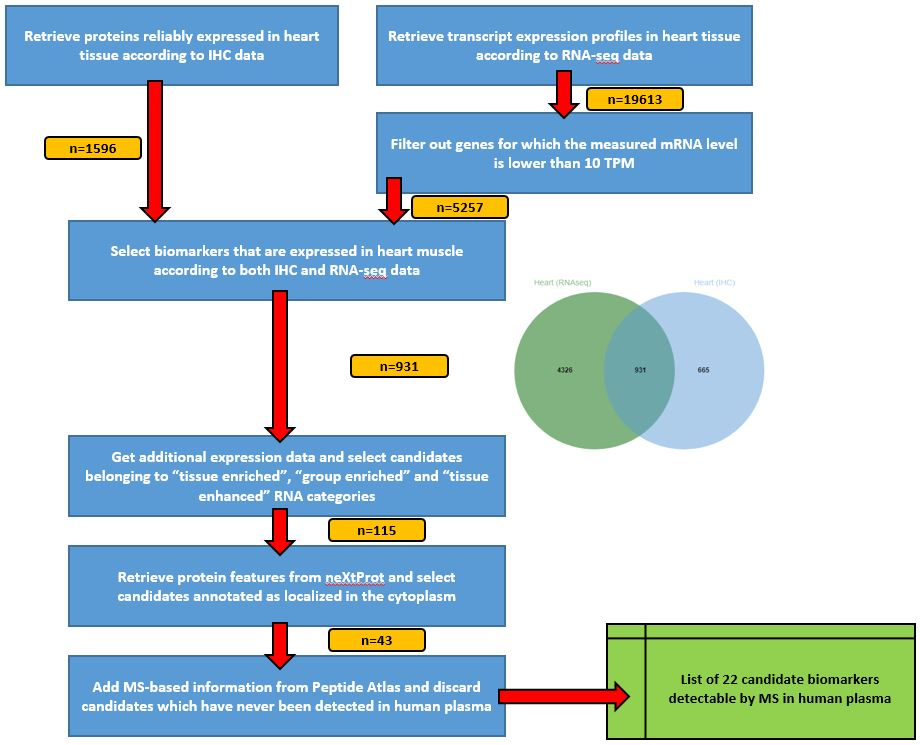 Retrieve proteins reliably expressed in heart
tissue according to IHC data
Retrieve transcript expression profiles in heart tissue
according to RNA-seq data
n=19613
n=1596
Filter out genes for which the measured mRNA level
is lower than 10 TPM
n=5257
Select biomarkers that are expressed in heart muscle
according to both IHC and RNA-seq data
Heart (RNAseq)
Heart (IHC)
n=931
4326
931
665
Get additional expression data and select candidates
belonging to “tissue enriched”, “group enriched” and “tissue
enhanced” RNA categories
n=115
Retrieve protein features from neXtProt and select
candidates annotated as localized in the cytoplasm
n=43
Add MS-based information from Peptide Atlas and discard
candidates which have never been detected in human plasma
List of 22 candidate biomarkers
detectable by MS in human plasma